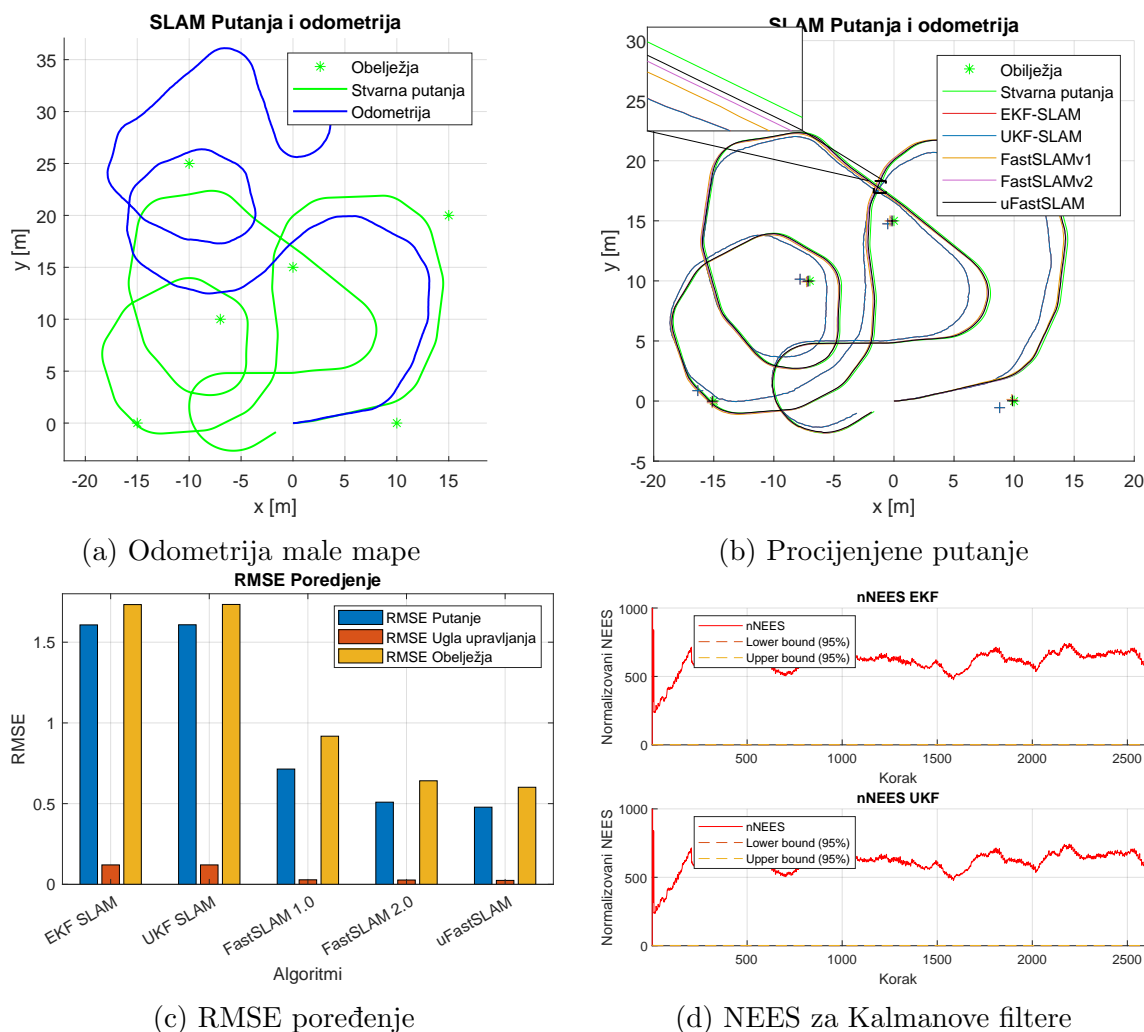 SLAM Putanja i odometrija
35
30
25
20
15
10
5
0
y [m]
-20
-15
-10
-5
0
5
10
15
x [m]
Obelježja
Stvarna putanja
Odometrija
(a) Odometrija male mape
SLAM Putanja i odometrija
30
25
20
15
10
5
0
-5
y [m]
-20
-15
-10
-5
0
5
10
15
20
x [m]
Obilježja
Stvarna putanja
EKF-SLAM
UKF-SLAM
FastSLAMv1
FastSLAMv2
uFastSLAM
(b) Procijenjene putanje
RMSE Poredjenje
1.5
1
0.5
0
RMSE
RMSE Putanje
RMSE Ugla upravljanja
RMSE Obelježja
EKF SLAM
UKF SLAM
FastSLAM 1.0
FastSLAM 2.0
uFastSLAM
Algoritmi
(c) RMSE poređenje
nNEES EKF
1000
500
0
Normalizovani NEES
nNEES
Lower bound (95%)
Upper bound (95%)
500
1000
1500
2000
2500
Korak
nNEES UKF
1000
500
0
Normalizovani NEES
nNEES
Lower bound (95%)
Upper bound (95%)
500
1000
1500
2000
2500
Korak
(d) NEES za Kalmanove filtere